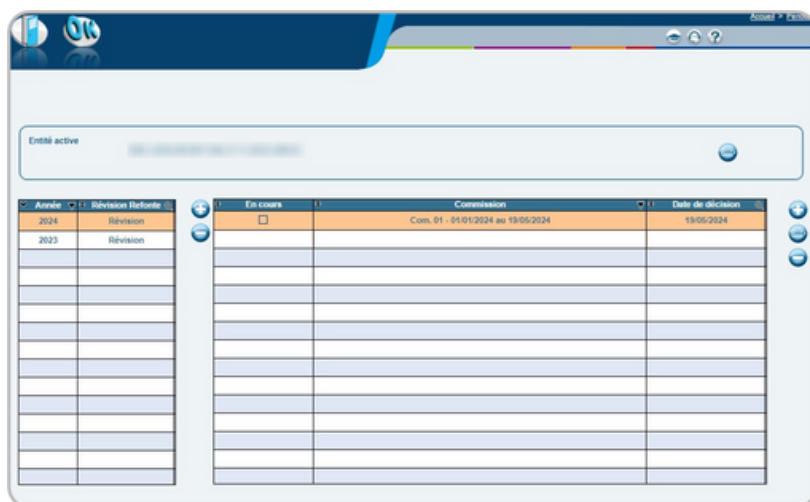 OK
Accueil > 
Entité active
Année Révision Refonte
2024 Révision
2023 Révision
En cours Commission Date de décision
Com. 01 - 01/01/2024 au 19/05/2024 19/05/2024